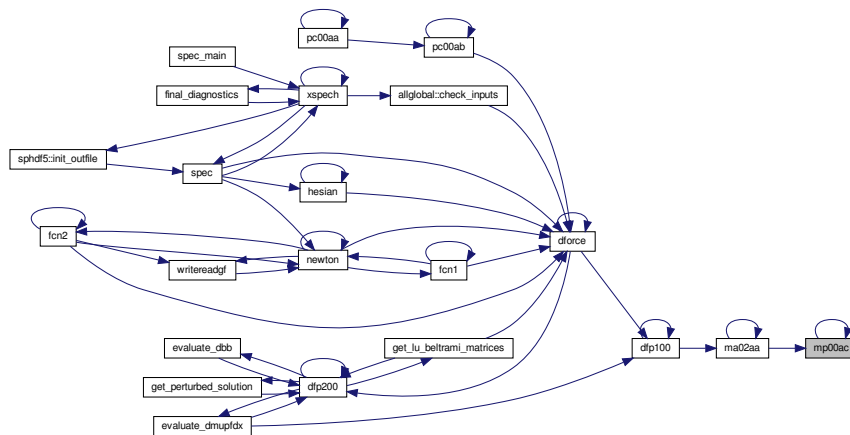 pc00aa
pc00ab
spec_main
final_diagnostics
xspech
allglobal::check_inputs
sphdf5::init_outfile
spec
hesian
fcn2
dforce
writereadgf
newton
fcn1
evaluate_dbb
get_lu_beltrami_matrices
dfp100
ma02aa
mp00ac
get_perturbed_solution
dfp200
evaluate_dmupfdx